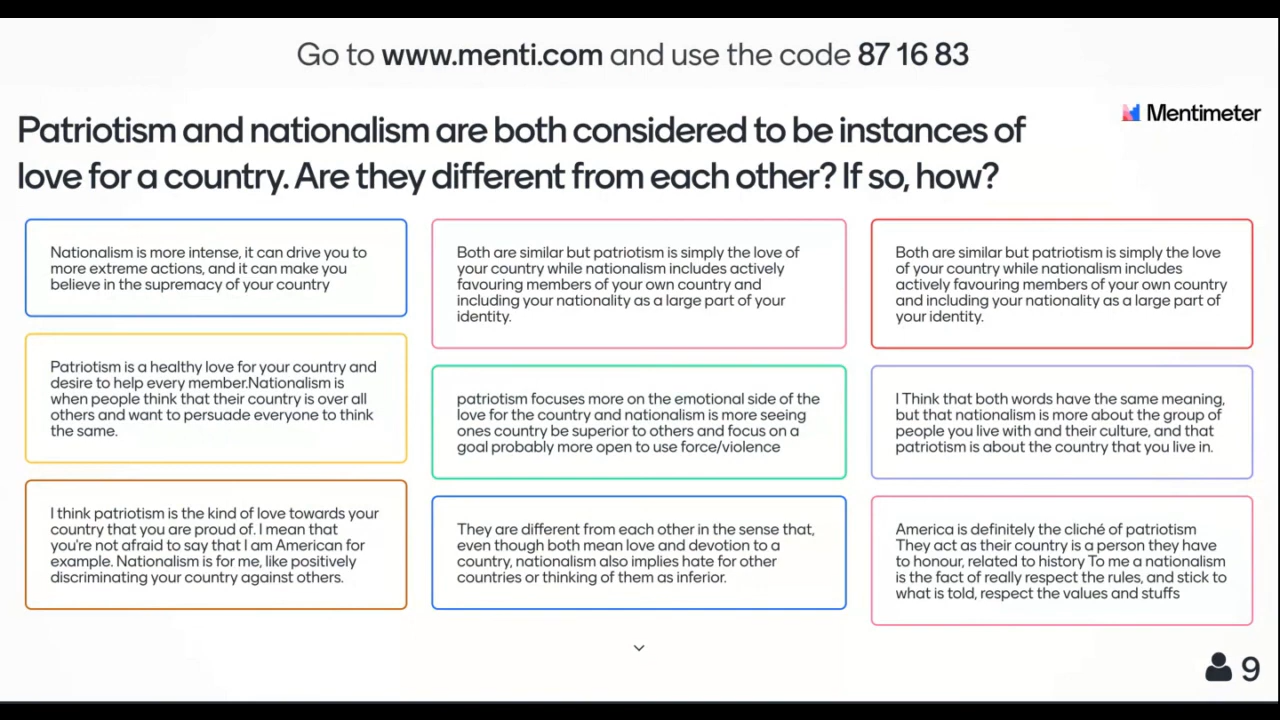 Go to www.menti.com and use the code 87 16 83
Mentimeter
Patriotism and nationalism are both considered to be instances of
love for a country. Are they different from each other? If so, how?
Nationalism is more intense, it can drive you to
more extreme actions, and it can make you
believe in the supremacy of your country
Patriotism is a healthy love for your country and
desire to help every member.Nationalism is
when people think that their country is over all
others and want to persuade everyone to think
the same.
I think patriotism is the kind of love towards your
country that you are proud of. I mean that
you're not afraid to say that I am American for
example. Nationalism is for me, like positively
discriminating your country against others.
Both are similar but patriotism is simply the love of
your country while nationalism includes actively
favouring members of your own country and
including your nationality as a large part of your
identity.
patriotism focuses more on the emotional side of the
love for the country and nationalism is more seeing
ones country be superior to others and focus on a
goal probably more open to use force/violence
They are different from each other in the sense that,
even though both mean love and devotion to a
country, nationalism also implies hate for other
countries or thinking of them as inferior.
Both are similar but patriotism is simply the love
of your country while nationalism includes
actively favouring members of your own country
and including your nationality as a large part of
your identity.
I Think that both words have the same meaning,
but that nationalism is more about the group of
people you live with and their culture, and that
patriotism is about the country that you live in.
America is definitely the cliché of patriotism
They act as their country is a person they have
to honour, related to history To me a nationalism
is the fact of really respect the rules, and stick to
what is told, respect the values and stuffs
9